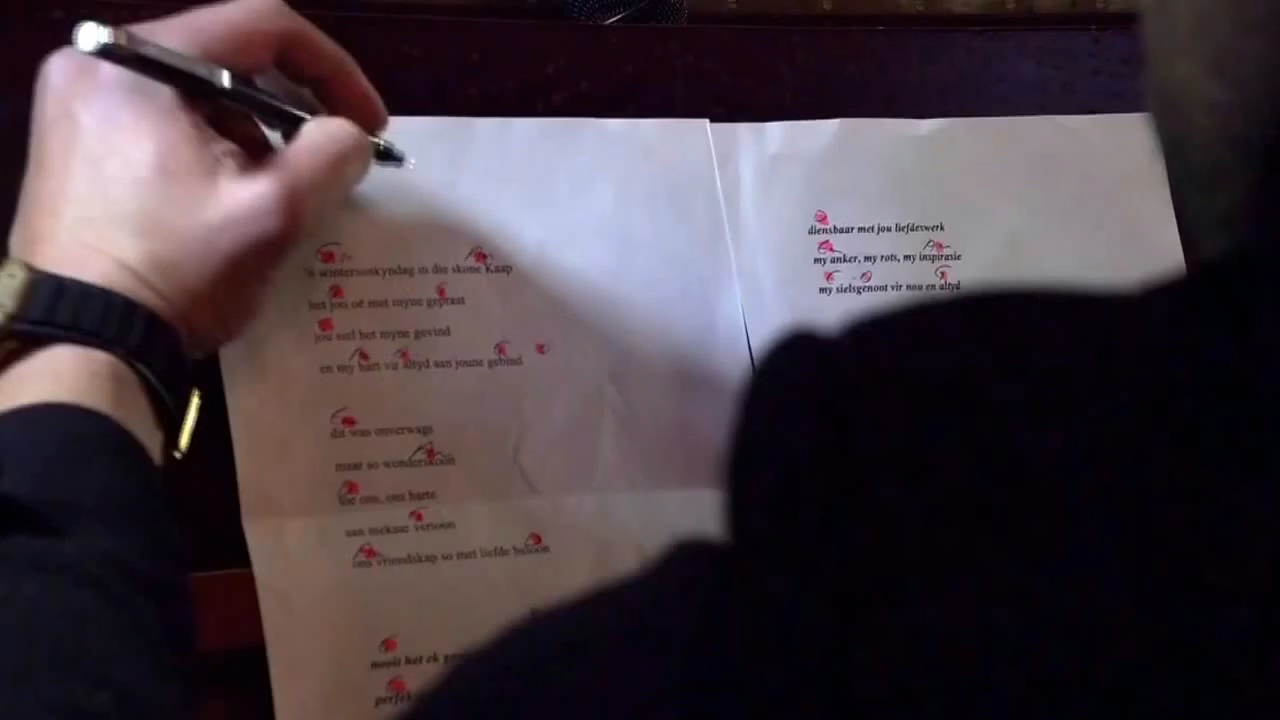 'n wintersonskyndag in die skone Kaap
het jou oë met myne gepraat
jou siel het myne gevind
en my hart vir altyd aan joune gebind
dit was onverwags
maar so wonderskoon
toe ons, ons harte
aan mekaar vertoon
ons vriendskap so met liefde beloon
nooit het ek
diensbaar met jou liefdeswerk
my anker, my rots, my inspirasie
my sielsgenoot vir nou en altyd